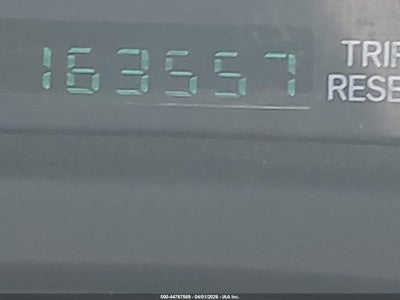 163557
TRIP
RESE
000-44767569 - 04/01/2026 - IAA Inc.